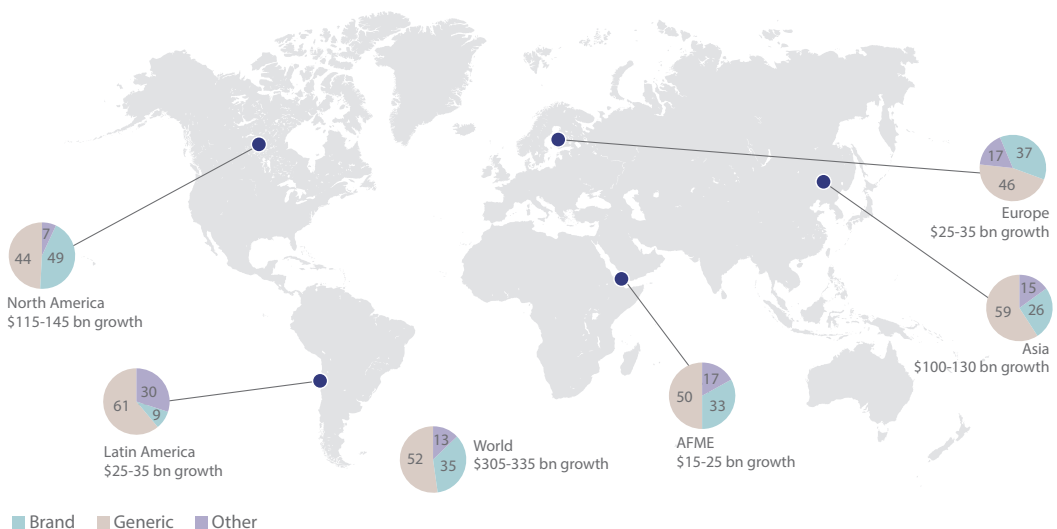 17
37
46
Europe
$25-35 bn growth
7
44
49
North America
$115-145 bn growth
15
59
26
Asia
$100-130 bn growth
30
61
9
Latin America
$25-35 bn growth
13
52
35
World
$305-335 bn growth
17
50
33
AFME
$15-25 bn growth
Brand Generic Other